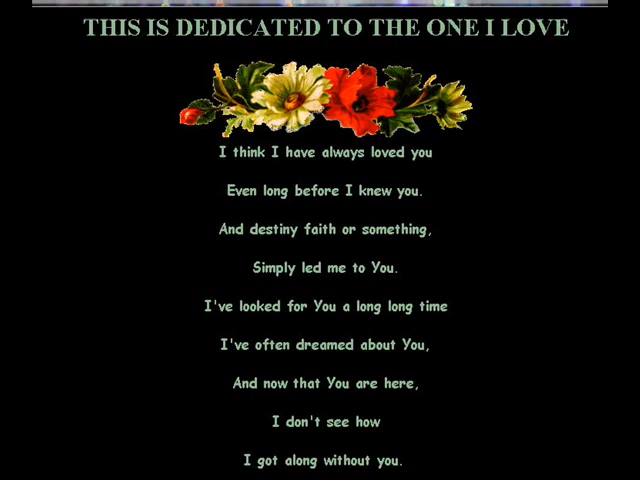 THIS IS DEDICATED TO THE ONE I LOVE
I think I have always loved you
Even long before I knew you.
And destiny faith or something,
Simply led me to You.
I've looked for You a long long time
I've often dreamed about You,
And now that You are here,
I don't see how
I got along without you.